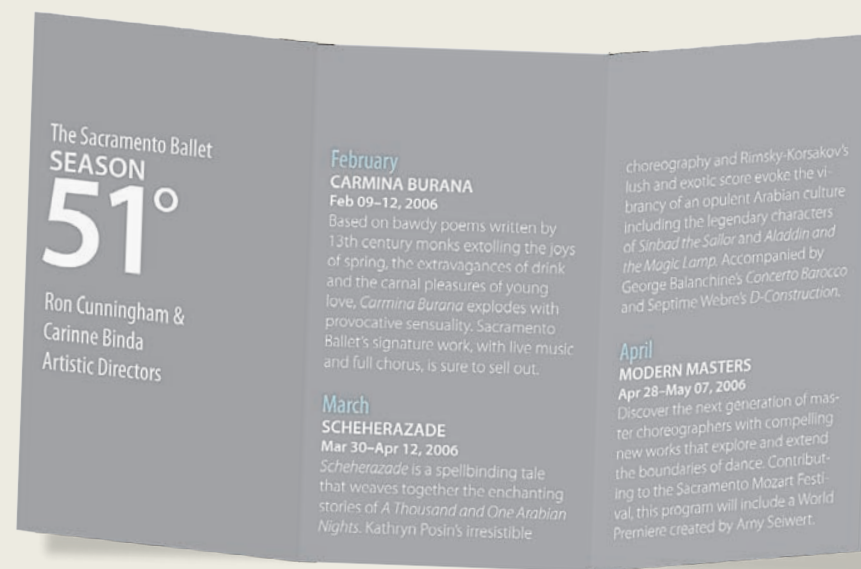 The Sacramento Ballet
SEASON
51°
Ron Cunningham &
Carinne Binda
Artistic Directors
February
CARMINA BURANA
Feb 09–12, 2006
Based on bawdy poems written by
13th century monks extolling the joys
of spring, the extravagances of drink
and the carnal pleasures of young
love, Carmina Burana explodes with
provocative sensuality. Sacramento
Ballet's signature work, with live music
and full chorus, is sure to sell out.
March
SCHEHERAZADE
Mar 30–Apr 12, 2006
Scheherazade is a spellbinding tale
that weaves together the enchanting
stories of A Thousand and One Arabian
Nights. Kathryn Posin's irresistible
choreography and Rimsky-Korsakov's
lush and exotic score evoke the vi-
brancy of an opulent Arabian culture
including the legendary characters
of Sinbad the Sailor and Aladdin and
the Magic Lamp. Accompanied by
George Balanchine's Concerto Barocco
and Septime Webre's D-Construction.
April
MODERN MASTERS
Apr 28–May 07, 2006
Discover the next generation of mas-
ter choreographers with compelling
new works that explore and extend
the boundaries of dance. Contribut-
ing to the Sacramento Mozart Festi-
val, this program will include a World
Premiere created by Amy Seiwert.